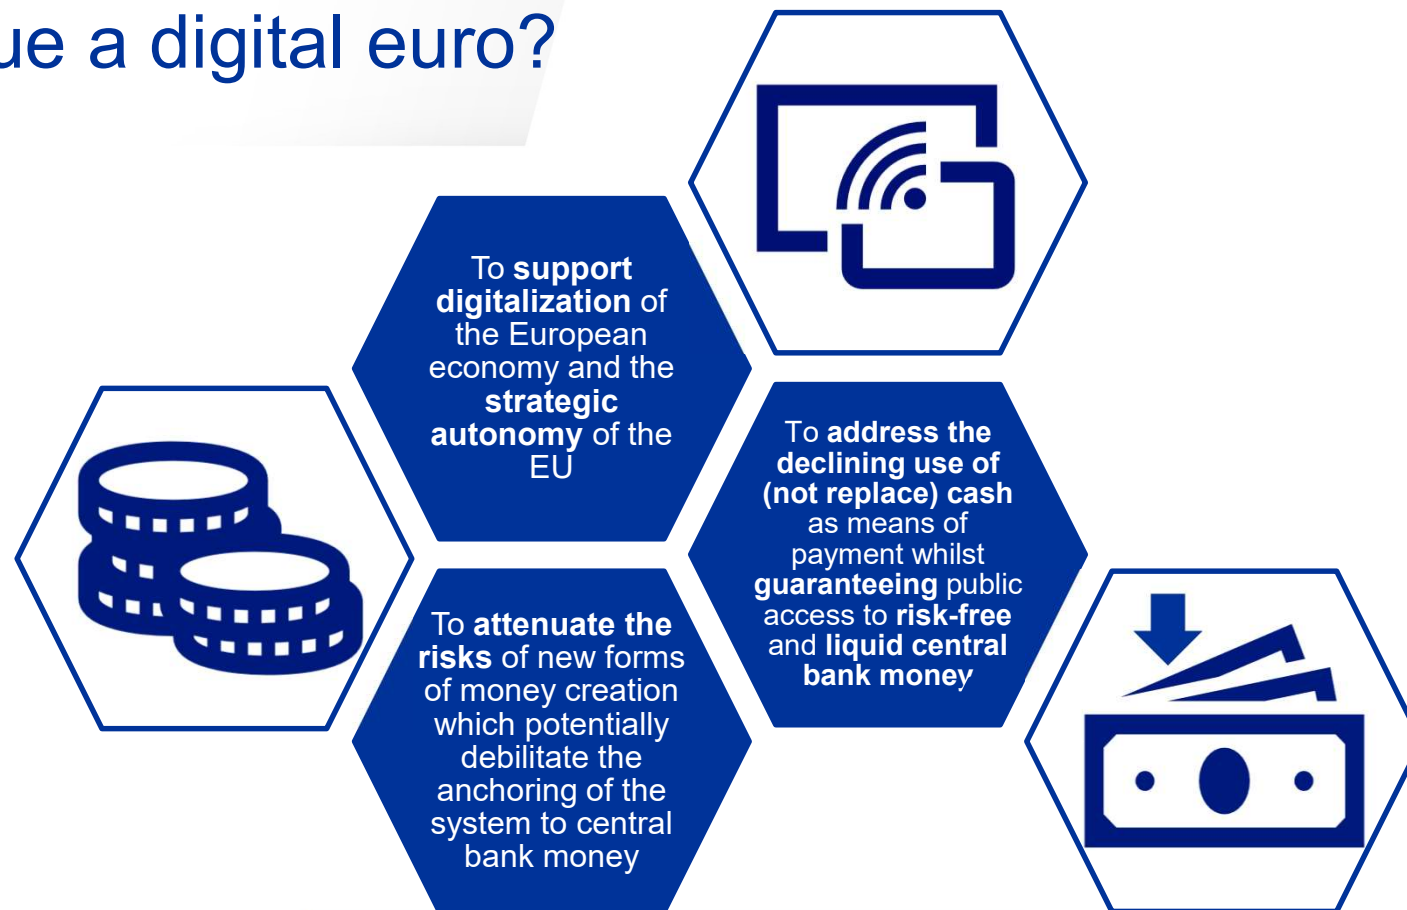 ue a digital euro?
To support
digitalization of
the European
economy and the
strategic
autonomy of the
EU
To address the
declining use of
(not replace) cash
as means of
payment whilst
guaranteeing public
access to risk-free
and liquid central
bank money
To attenuate the
risks of new forms
of money creation
which potentially
debilitate the
anchoring of the
system to central
bank money